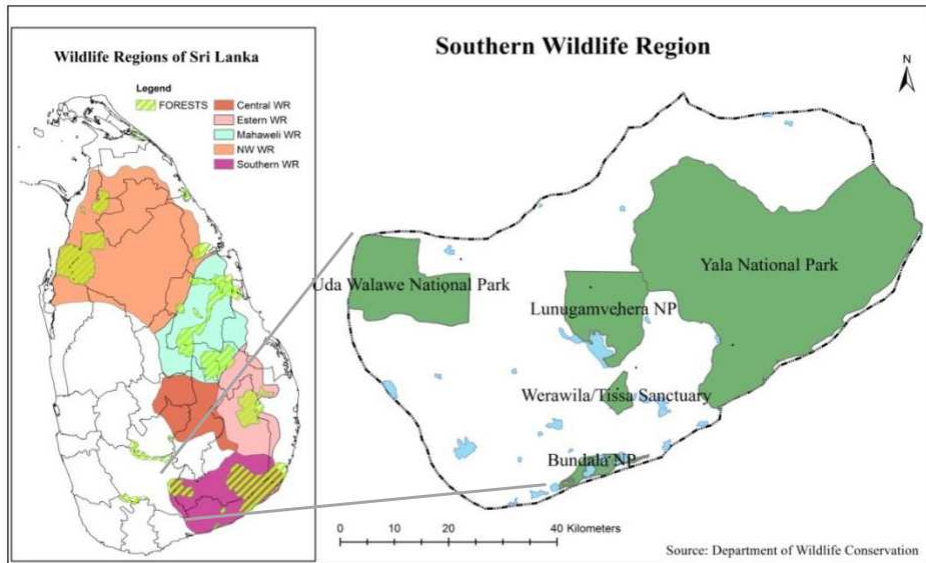 Wildlife Regions of Sri Lanka
Legend
FORESTS
Central WR
Estern WR
Mahaweli WR
NW WR
Southern WR
Southern Wildlife Region
N
Uda Walawe National Park
Yala National Park
Lunugamvehera NP
Werawila/Tissa Sanctuary
Bundala NP
0 10 20 40 Kilometers
Source: Department of Wildlife Conservation